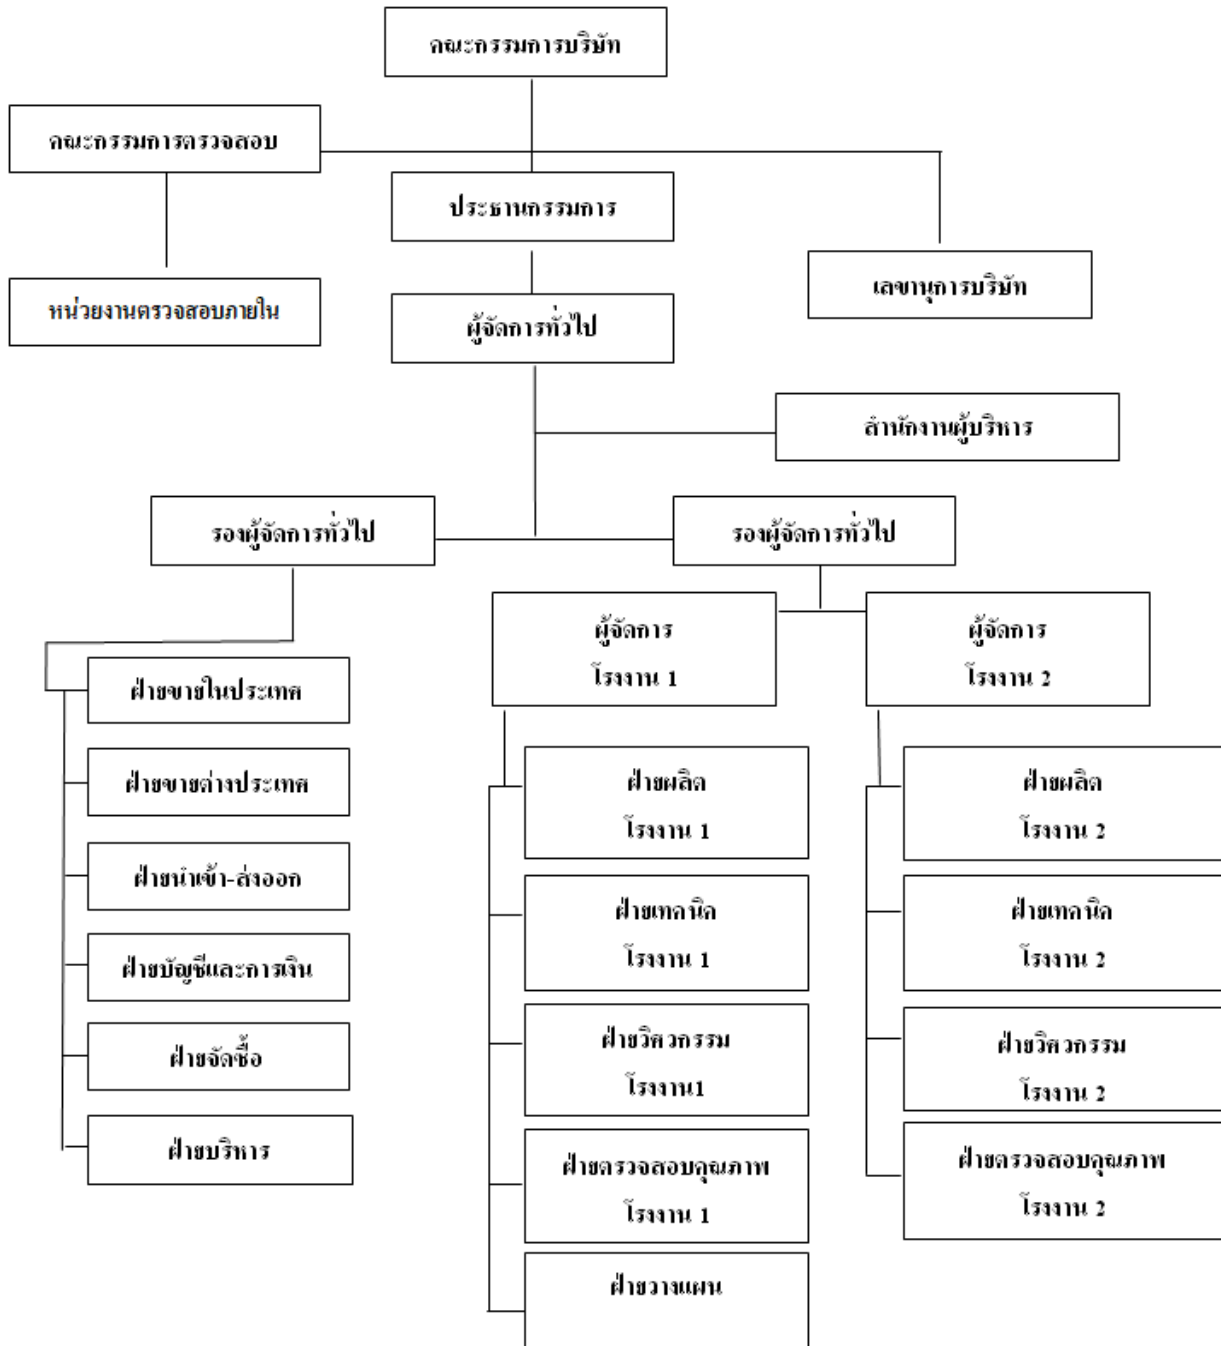 คณะกรรมการบริษัท
คณะกรรมการตรวจสอบ
ประธานกรรมการ
เลขานุการบริษัท
หน่วยงานตรวจสอบภายใน
ผู้จัดการทั่วไป
สำนักงานผู้บริหาร
รองผู้จัดการทั่วไป
รองผู้จัดการทั่วไป
ฝ่ายขายในประเทศ
ฝ่ายขายต่างประเทศ
ฝ่ายนำเข้า-ส่งออก
ฝ่ายบัญชีและการเงิน
ฝ่ายจัดซื้อ
ฝ่ายบริหาร
ผู้จัดการ
โรงงาน 1
ฝ่ายผลิต
โรงงาน 1
ฝ่ายเทคนิค
โรงงาน 1
ฝ่ายวิศวกรรม
โรงงาน1
ฝ่ายตรวจสอบคุณภาพ
โรงงาน 1
ฝ่ายวางแผน
ผู้จัดการ
โรงงาน 2
ฝ่ายผลิต
โรงงาน 2
ฝ่ายเทคนิค
โรงงาน 2
ฝ่ายวิศวกรรม
โรงงาน 2
ฝ่ายตรวจสอบคุณภาพ
โรงงาน 2